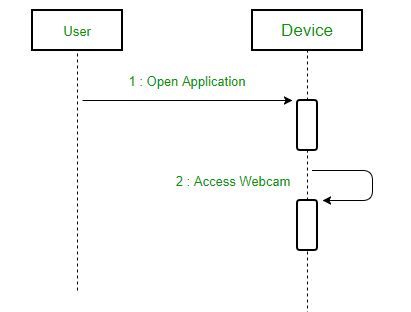 User
Device
1 : Open Application
2 : Access Webcam